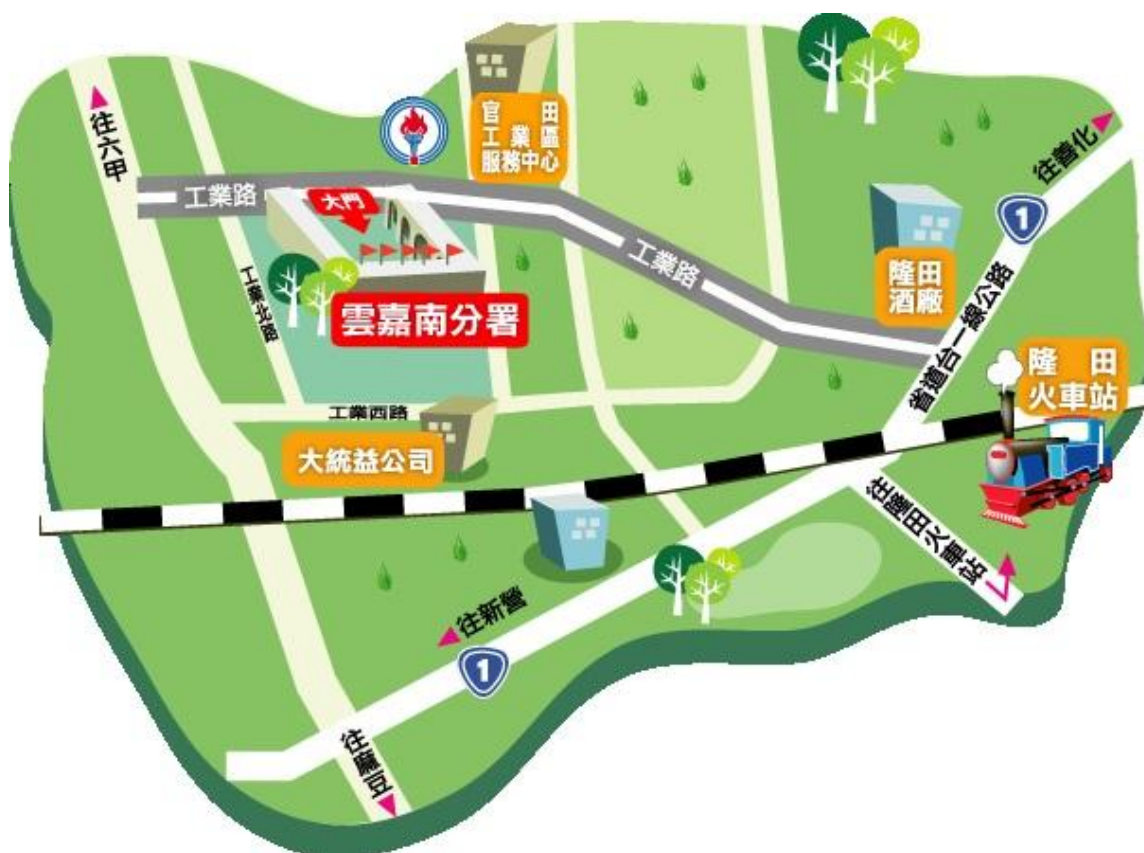 官田
工業區
服務中心
往六甲
往善化
1
工業路
大門
工業路
隆田
酒廠
工業北路
雲嘉南分署
省道台一線公路
隆田
火車站
工業西路
大統益公司
往隆田火車站
往新營
1
往麻豆